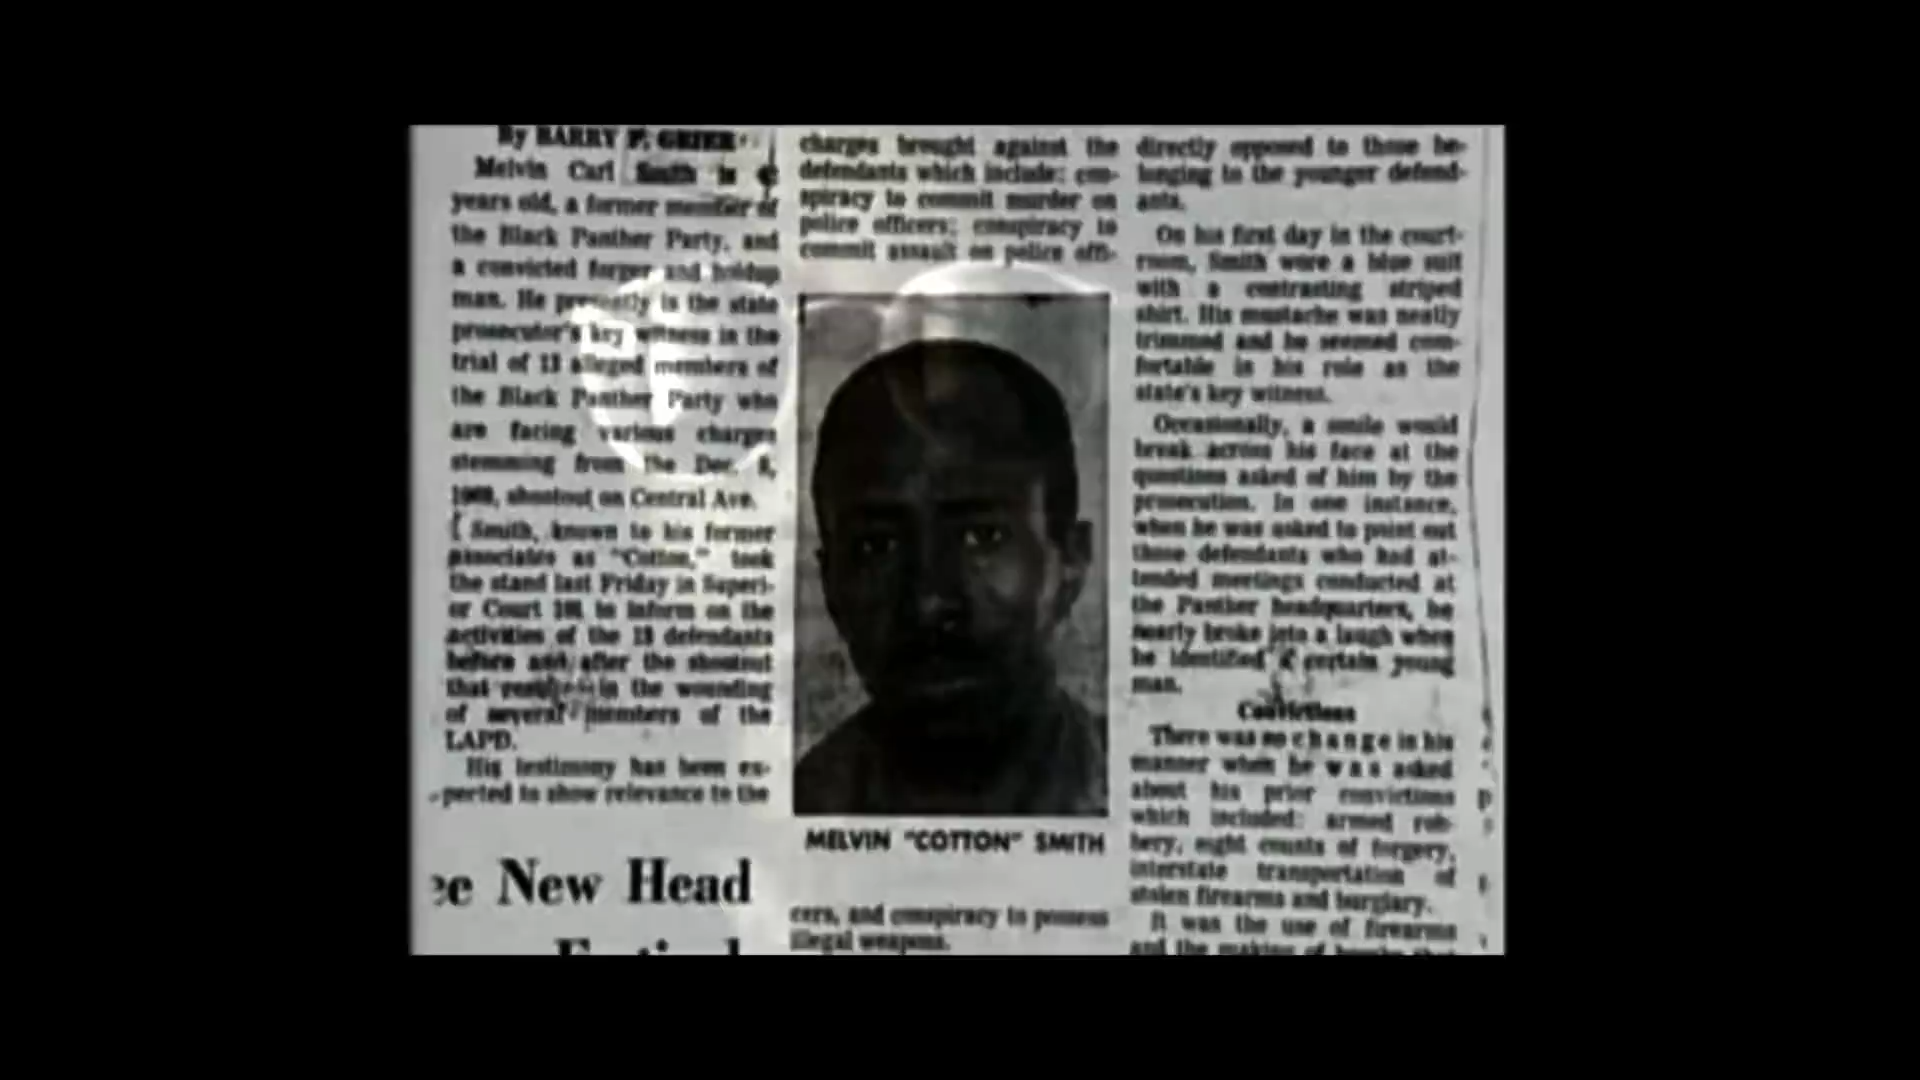 By BARRY F. GRIER
Melvin Carl Smith is
years old, a former member of
the Black Panther Party, and
a convicted forger and holdup
man. He presently is the state
prosecutor's key witness in the
trial of 13 alleged members of
the Black Panther Party who
are facing various charges
stemming from the Dec. 8,
1969, shootout on Central Ave.
Smith, known to his former
associates as "Cotton," took
the stand last Friday in Superi-
or Court 101 to inform on the
activities of the 13 defendants
before and after the shootout
that in the wounding
of several members of the
LAPD.
His testimony has been ex-
pected to show relevance to the
ee New Head
charges brought against the
defendants which include: con-
spiracy to commit murder on
police officers; conspiracy to
commit assault on police offi-
MELVIN "COTTON" SMITH
cers, and conspiracy to possess
illegal weapons.
directly opposed to those be-
longing to the younger defend-
ants.
On his first day in the court-
room, Smith wore a blue suit
with a contrasting striped
shirt. His mustache was neatly
trimmed and he seemed com-
fortable in his role as the
state's key witness.
Occasionally, a smile would
break across his face at the
questions asked of him by the
prosecution. In one instance,
when he was asked to point out
those defendants who had at-
tended meetings conducted at
the Panther headquarters, he
nearly broke into a laugh when
he identified a certain young
man.
Convictions
There was no change in his
manner when he was asked
about his prior convictions
which included: armed rob-
bery, eight counts of forgery,
interstate transportation of
stolen firearms and burglary.
It was the use of firearms
and the making of bombs that